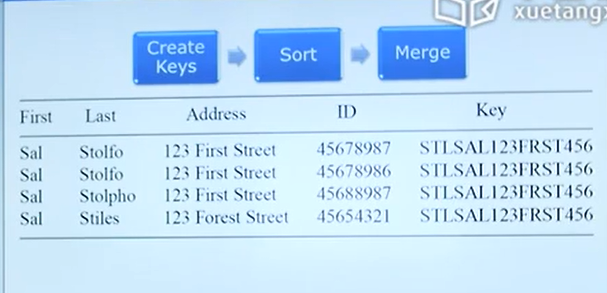 xuetangx
Create Keys Sort Merge
First Last Address ID Key
Sal Stolfo 123 First Street 45678987 STLSAL123FRST456
Sal Stolfo 123 First Street 45678986 STLSAL123FRST456
Sal Stolpho 123 First Street 45688987 STLSAL123FRST456
Sal Stiles 123 Forest Street 45654321 STLSAL123FRST456